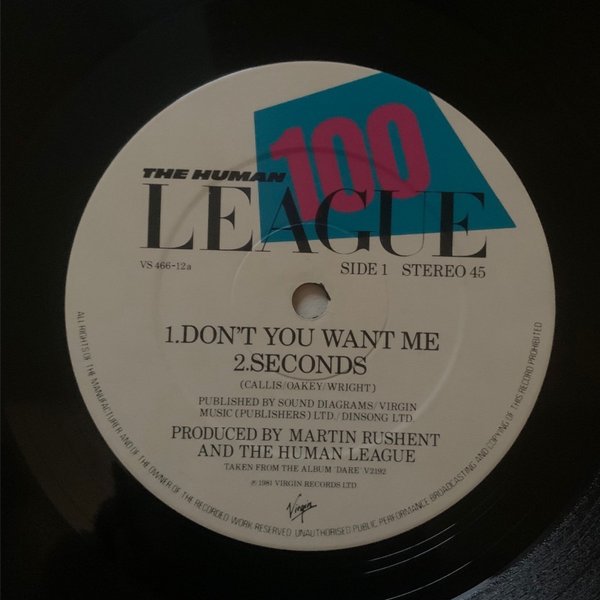 100
THE HUMAN
LEAGUE
VS 466-12a
SIDE 1 STEREO 45
1.DON'T YOU WANT ME
2.SECONDS
(CALLIS/OAKEY/WRIGHT)
PUBLISHED BY SOUND DIAGRAMS/VIRGIN
MUSIC (PUBLISHERS) LTD./DINSONG LTD.
PRODUCED BY MARTIN RUSHENT
AND THE HUMAN LEAGUE
TAKEN FROM THE ALBUM 'DARE' V2192
℗ 1981 VIRGIN RECORDS LTD
Virgin
ALL RIGHTS OF THE MANUFACTURER AND OF THE OWNER OF THE RECORDED WORK RESERVED UNAUTHORISED PUBLIC PERFORMANCE BROADCASTING AND COPYING OF THIS RECORD PROHIBITED